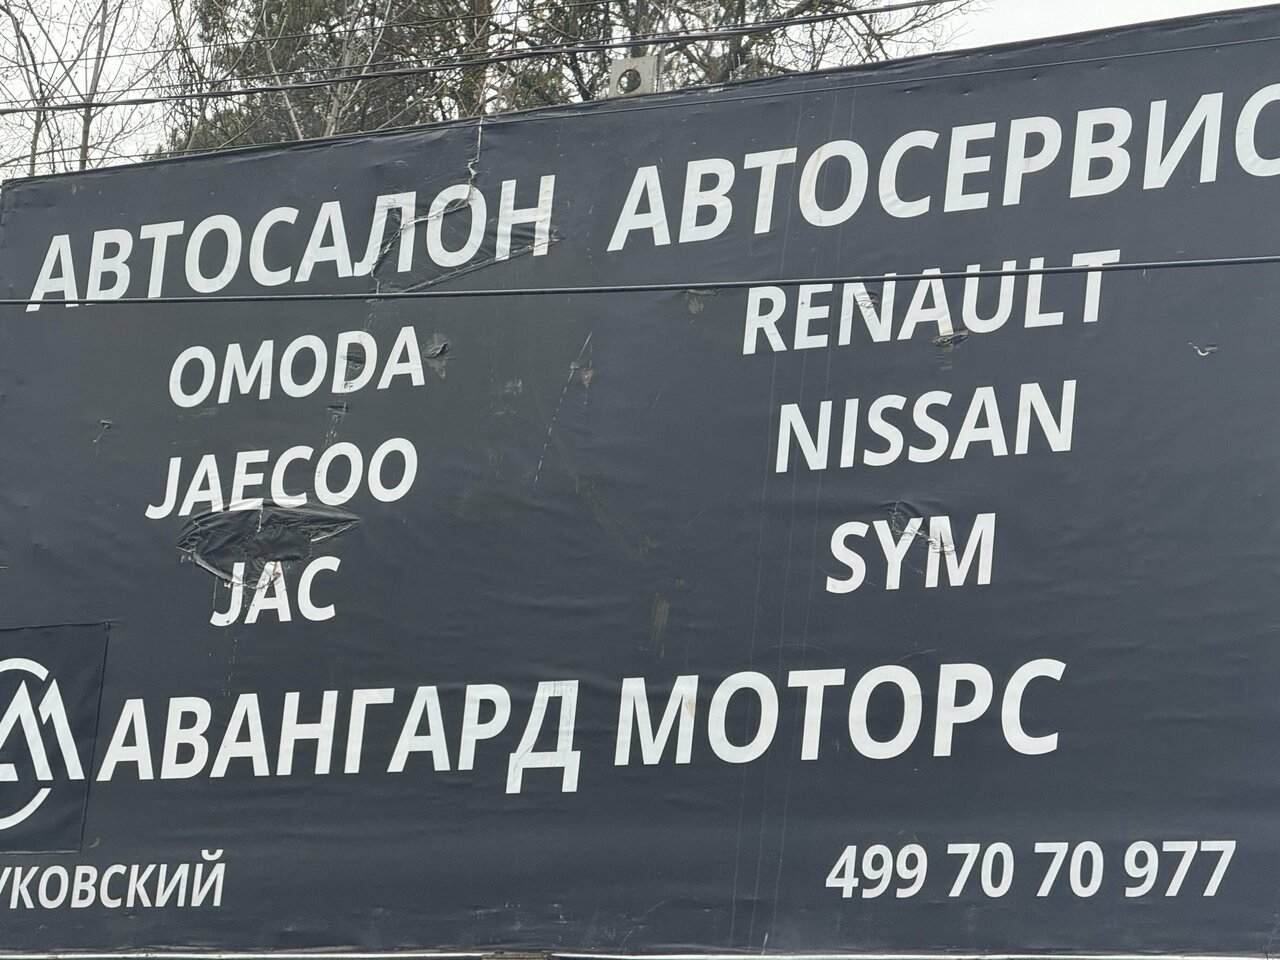 АВТОСАЛОН АВТОСЕРВИС
OMODA
JAECOO
JAC
RENAULT
NISSAN
SYM
АВАНГАРД МОТОРС
УКОВСКИЙ
499 70 70 977